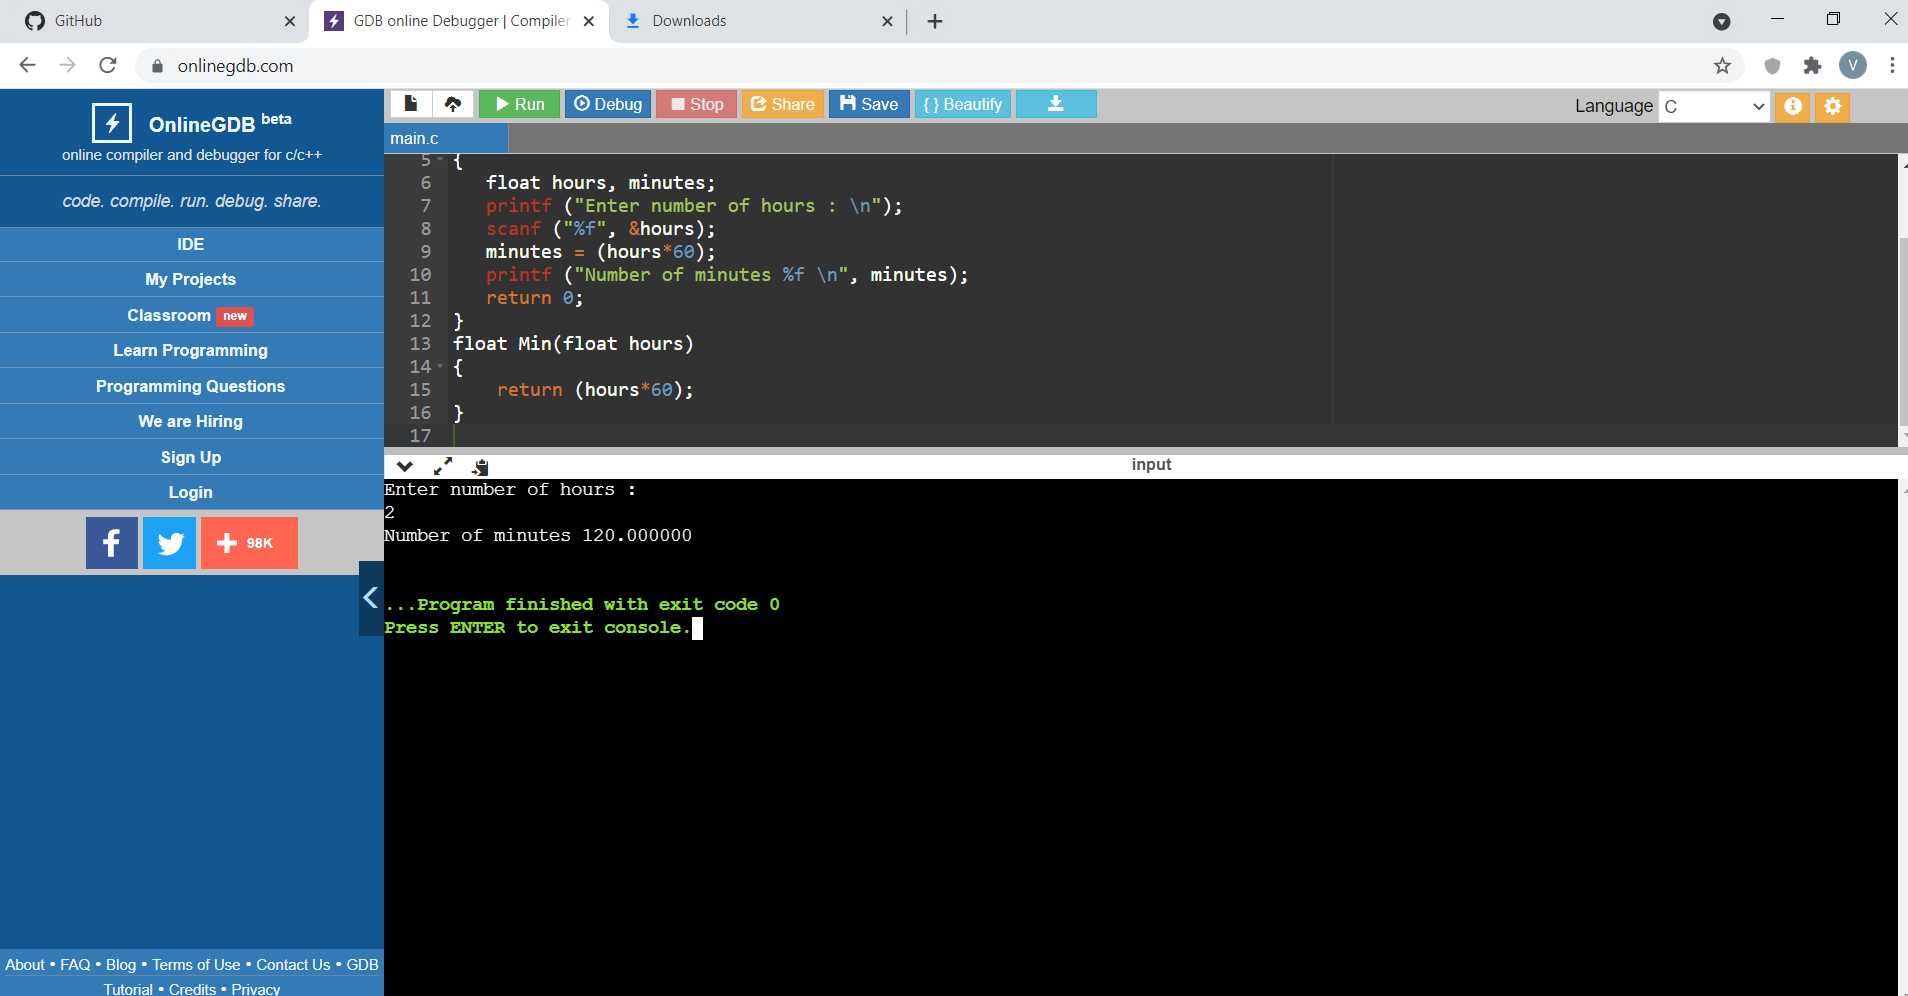 GitHub
GDB online Debugger | Compiler
Downloads
onlinegdb.com
V
OnlineGDB beta
online compiler and debugger for c/c++
code. compile. run. debug. share.
IDE
My Projects
Classroom new
Learn Programming
Programming Questions
We are Hiring
Sign Up
Login
f
98K
About • FAQ • Blog • Terms of Use • Contact Us • GDB
Tutorial • Credits • Privacy
Run
Debug
Stop
Share
Save
{ } Beautify
Language C
main.c
5 {
6 float hours, minutes;
7 printf ("Enter number of hours : \n");
8 scanf ("%f", &hours);
9 minutes = (hours*60);
10 printf ("Number of minutes %f \n", minutes);
11 return 0;
12 }
13 float Min(float hours)
14 {
15 return (hours*60);
16 }
17
input
Enter number of hours :
2
Number of minutes 120.000000
...Program finished with exit code 0
Press ENTER to exit console.